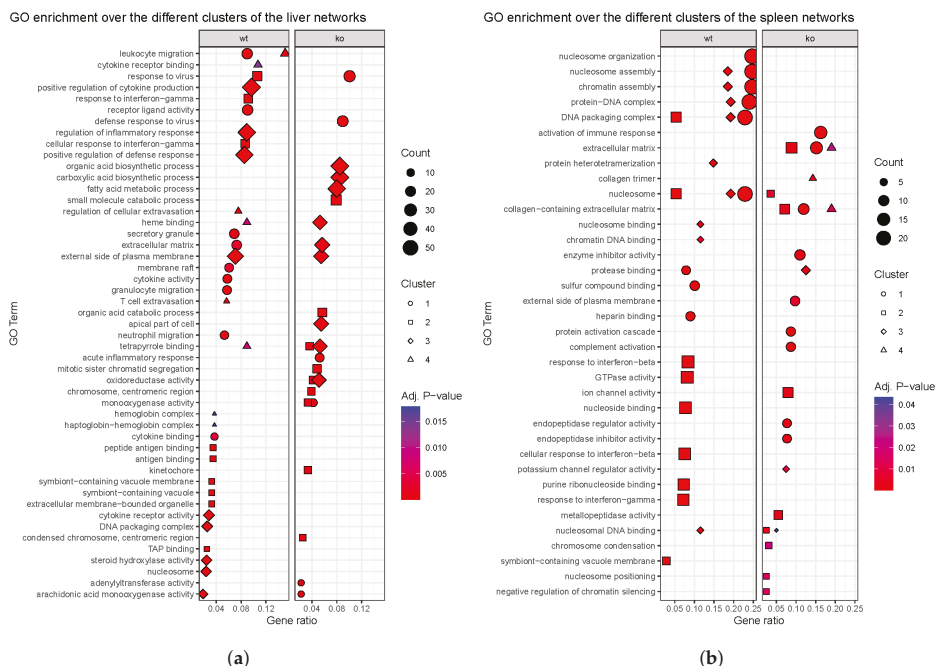 GO enrichment over the different clusters of the liver networks
wt
ko
GO Term
leukocyte migration
cytokine receptor binding
response to virus
positive regulation of cytokine production
response to interferon−gamma
receptor ligand activity
defense response to virus
regulation of inflammatory response
cellular response to interferon−gamma
positive regulation of defense response
organic acid biosynthetic process
carboxylic acid biosynthetic process
fatty acid metabolic process
small molecule catabolic process
regulation of cellular extravasation
heme binding
secretory granule
extracellular matrix
external side of plasma membrane
membrane raft
cytokine activity
granulocyte migration
T cell extravasation
organic acid catabolic process
apical part of cell
neutrophil migration
tetrapyrrole binding
acute inflammatory response
mitotic sister chromatid segregation
oxidoreductase activity
chromosome, centromeric region
monooxygenase activity
hemoglobin complex
haptoglobin−hemoglobin complex
cytokine binding
peptide antigen binding
antigen binding
kinetochore
symbiont−containing vacuole membrane
symbiont−containing vacuole
extracellular membrane−bounded organelle
cytokine receptor activity
DNA packaging complex
condensed chromosome, centromeric region
TAP binding
steroid hydroxylase activity
nucleosome
adenylyltransferase activity
arachidonic acid monooxygenase activity
0.04 0.08 0.12 0.04 0.08 0.12
Gene ratio
Count
10
20
30
40
50
Cluster
1
2
3
4
Adj. P−value
0.015
0.010
0.005
(a)
GO enrichment over the different clusters of the spleen networks
wt
ko
GO Term
nucleosome organization
nucleosome assembly
chromatin assembly
protein−DNA complex
DNA packaging complex
activation of immune response
extracellular matrix
protein heterotetramerization
collagen trimer
nucleosome
collagen−containing extracellular matrix
nucleosome binding
chromatin DNA binding
enzyme inhibitor activity
protease binding
sulfur compound binding
external side of plasma membrane
heparin binding
protein activation cascade
complement activation
response to interferon−beta
GTPase activity
ion channel activity
nucleoside binding
endopeptidase regulator activity
endopeptidase inhibitor activity
cellular response to interferon−beta
potassium channel regulator activity
purine ribonucleoside binding
response to interferon−gamma
metallopeptidase activity
nucleosomal DNA binding
chromosome condensation
symbiont−containing vacuole membrane
nucleosome positioning
negative regulation of chromatin silencing
0.05 0.10 0.15 0.20 0.25 0.05 0.10 0.15 0.20 0.25
Gene ratio
Count
5
10
15
20
Cluster
1
2
3
4
Adj. P−value
0.04
0.03
0.02
0.01
(b)